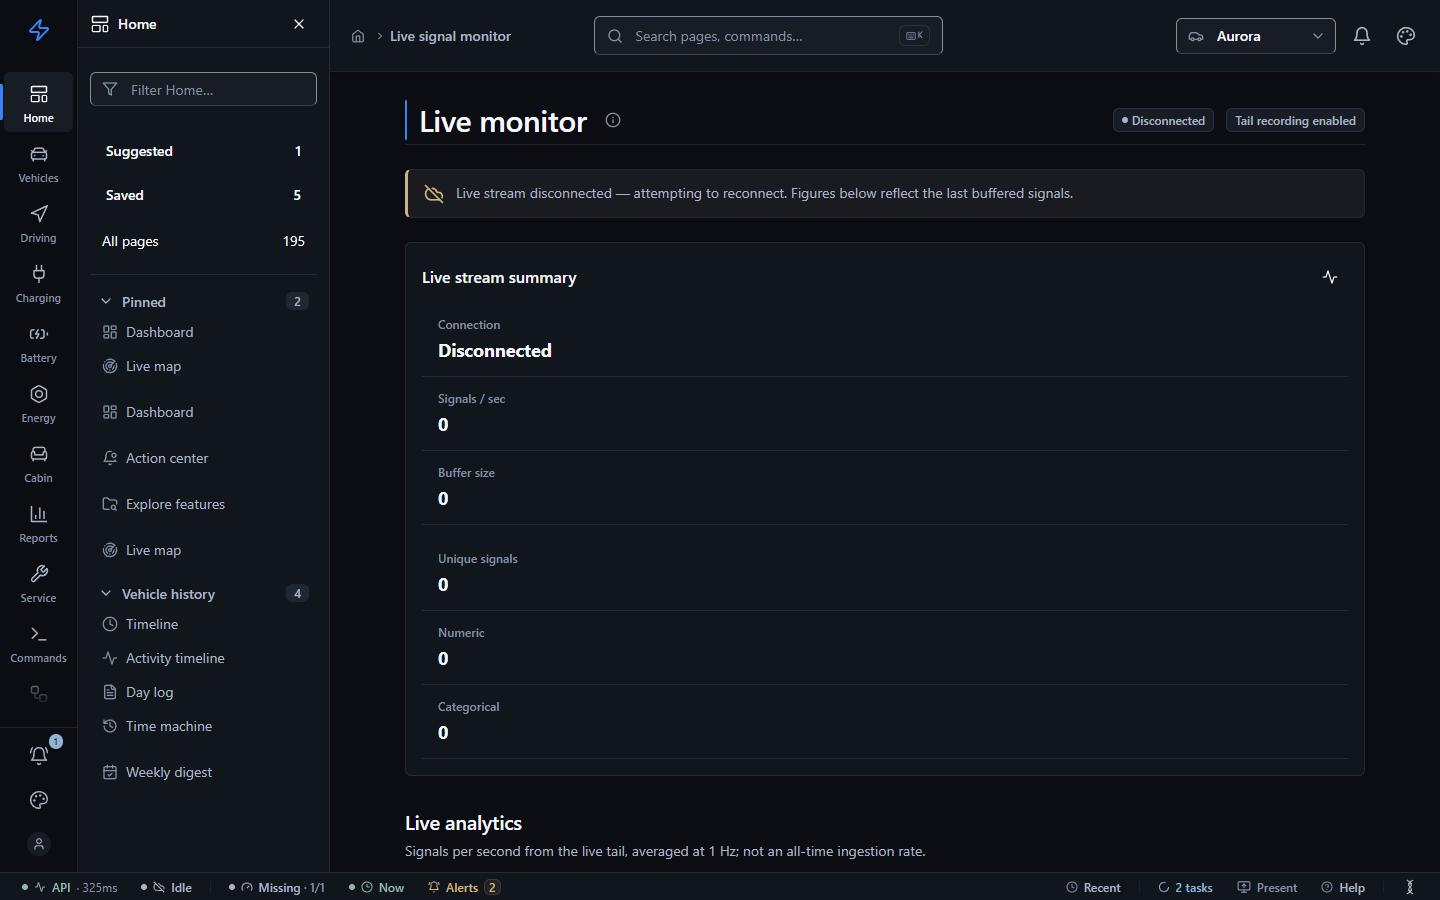 Home
Vehicles
Driving
Charging
Battery
Energy
Cabin
Reports
Service
Commands
1
Home
Filter Home...
Suggested 1
Saved 5
All pages 195
Pinned 2
Dashboard
Live map
Dashboard
Action center
Explore features
Live map
Vehicle history 4
Timeline
Activity timeline
Day log
Time machine
Weekly digest
Live signal monitor
Search pages, commands... K
Aurora
Live monitor
Disconnected Tail recording enabled
Live stream disconnected — attempting to reconnect. Figures below reflect the last buffered signals.
Live stream summary
Connection
Disconnected
Signals / sec
0
Buffer size
0
Unique signals
0
Numeric
0
Categorical
0
Live analytics
Signals per second from the live tail, averaged at 1 Hz; not an all-time ingestion rate.
API · 325ms Idle Missing · 1/1 Now Alerts 2 Recent 2 tasks Present Help